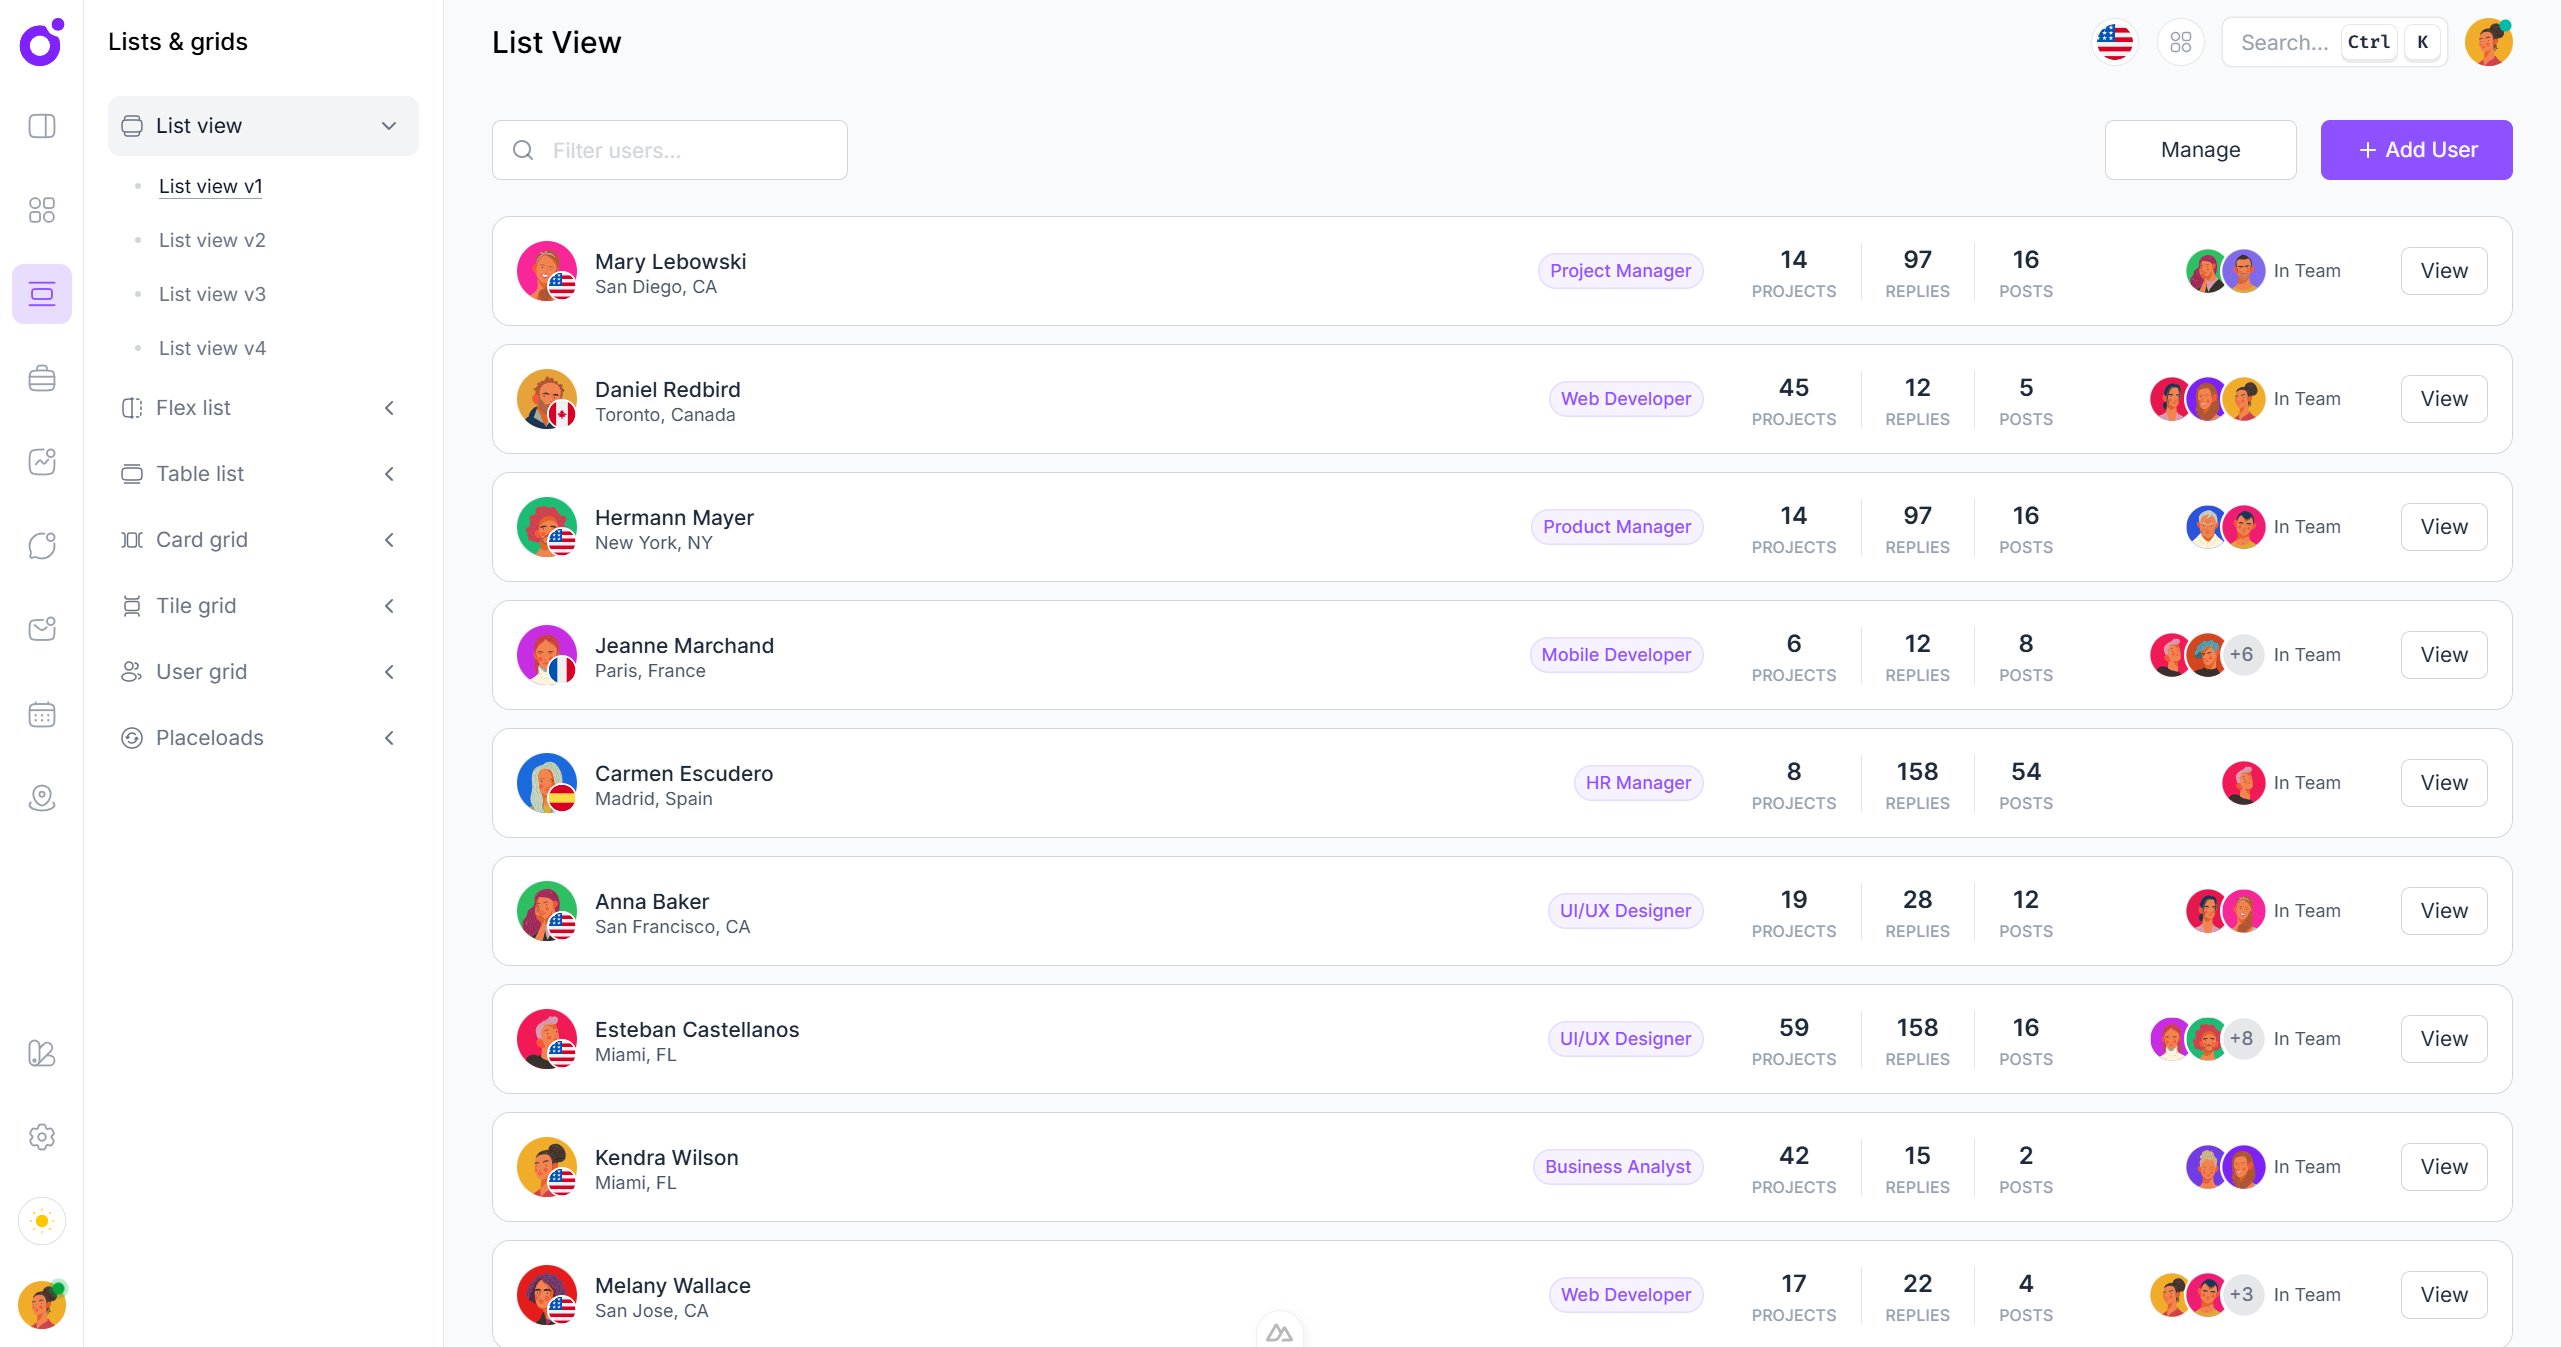 Lists & grids
List view
List view v1
List view v2
List view v3
List view v4
Flex list
Table list
Card grid
Tile grid
User grid
Placeloads
List View
Search... Ctrl K
Filter users...
Manage
Add User
Mary Lebowski
San Diego, CA
Project Manager
14 PROJECTS
97 REPLIES
16 POSTS
In Team
View
Daniel Redbird
Toronto, Canada
Web Developer
45 PROJECTS
12 REPLIES
5 POSTS
In Team
View
Hermann Mayer
New York, NY
Product Manager
14 PROJECTS
97 REPLIES
16 POSTS
In Team
View
Jeanne Marchand
Paris, France
Mobile Developer
6 PROJECTS
12 REPLIES
8 POSTS
+6 In Team
View
Carmen Escudero
Madrid, Spain
HR Manager
8 PROJECTS
158 REPLIES
54 POSTS
In Team
View
Anna Baker
San Francisco, CA
UI/UX Designer
19 PROJECTS
28 REPLIES
12 POSTS
In Team
View
Esteban Castellanos
Miami, FL
UI/UX Designer
59 PROJECTS
158 REPLIES
16 POSTS
+8 In Team
View
Kendra Wilson
Miami, FL
Business Analyst
42 PROJECTS
15 REPLIES
2 POSTS
In Team
View
Melany Wallace
San Jose, CA
Web Developer
17 PROJECTS
22 REPLIES
4 POSTS
+3 In Team
View